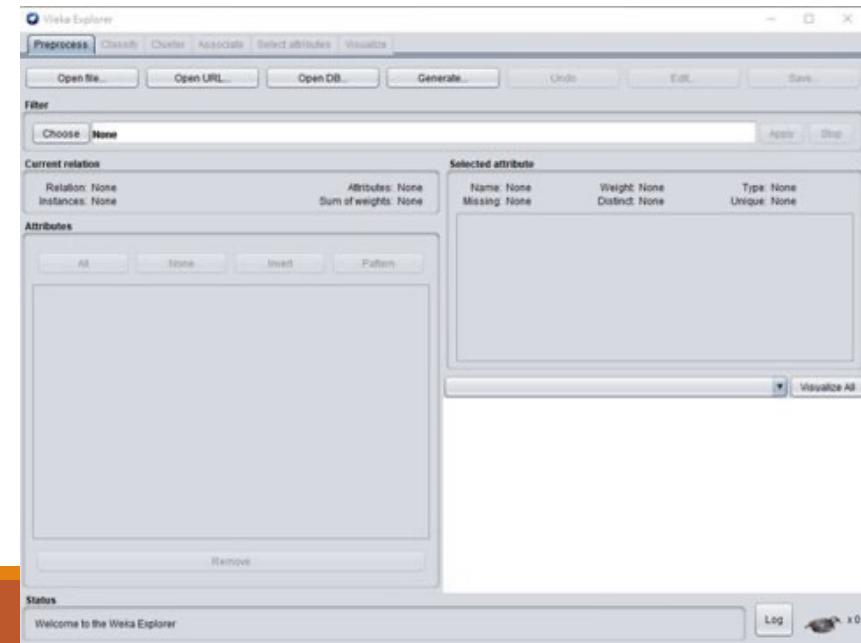 Weka Explorer
Preprocess Classify Cluster Associate Select attributes Visualize
Open file... Open URL... Open DB... Generate... Undo Edit... Save...
Filter
Choose None Apply Stop
Current relation
Relation: None Attributes: None
Instances: None Sum of weights: None
Selected attribute
Name: None Weight: None Type: None
Missing: None Distinct: None Unique: None
Attributes
All None Invert Pattern
Visualize All
Remove
Status
Welcome to the Weka Explorer
Log x 0